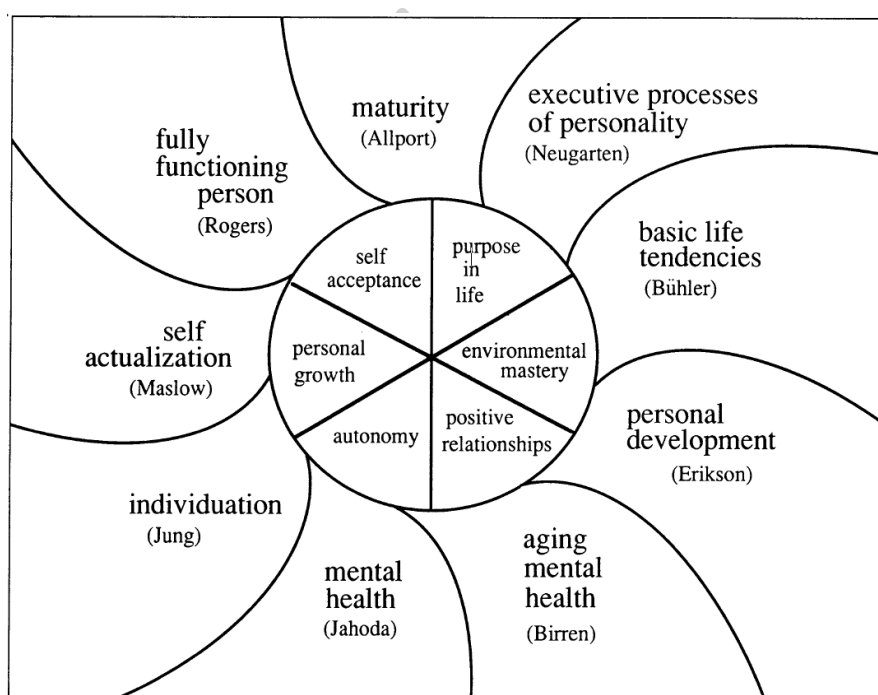 maturity
(Allport)
executive processes
of personality
(Neugarten)
fully
functioning
person
(Rogers)
basic life
tendencies
(Bühler)
self
acceptance
purpose
in
life
self
actualization
(Maslow)
personal
growth
environmental
mastery
autonomy
positive
relationships
personal
development
(Erikson)
individuation
(Jung)
mental
health
(Jahoda)
aging
mental
health
(Birren)